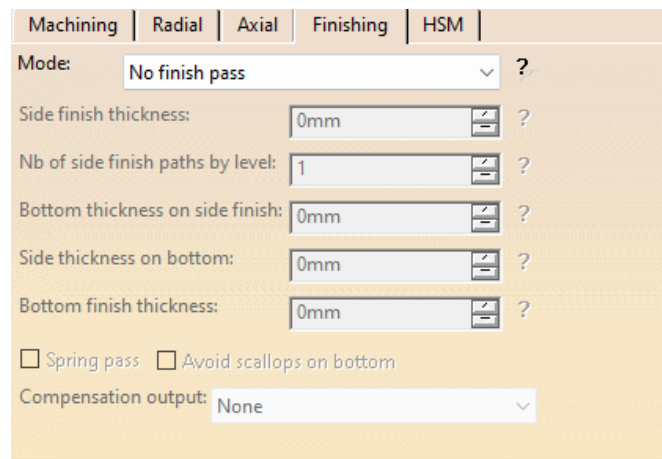 Machining Radial Axial Finishing HSM
Mode: No finish pass ?
Side finish thickness: 0mm ?
Nb of side finish paths by level: 1 ?
Bottom thickness on side finish: 0mm ?
Side thickness on bottom: 0mm ?
Bottom finish thickness: 0mm ?
Spring pass Avoid scallops on bottom
Compensation output: None